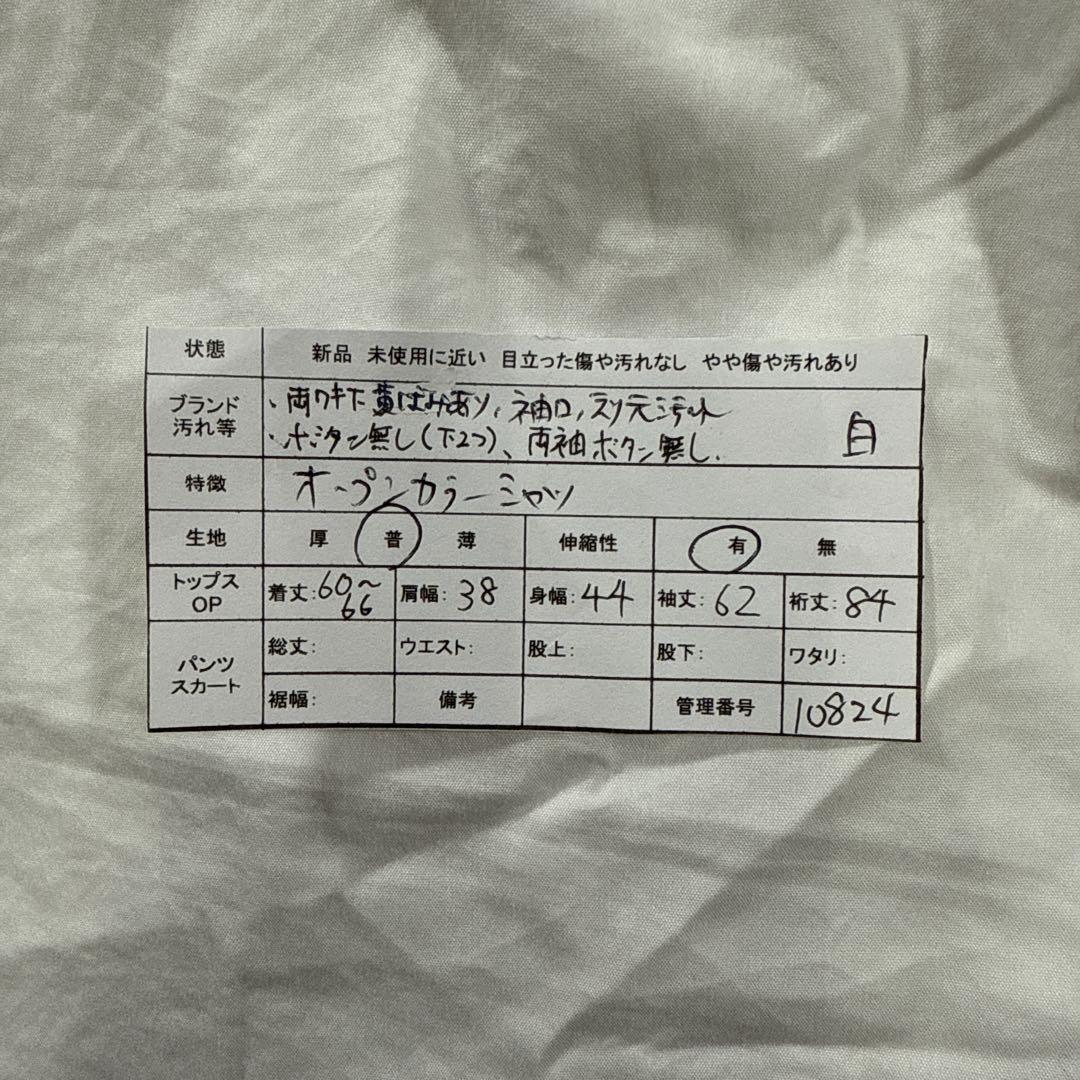 状態 新品 未使用に近い 目立った傷や汚れなし やや傷や汚れあり
ブランド
汚れ等
・両ワキ下黄ばみあり、袖口、えり元汚れ
・ボタン無し(下2つ)、両袖ボタン無し.
白
特徴 オープンカラーシャツ
生地 厚 普 薄 伸縮性 有 無
トップス
OP
着丈:60〜66 肩幅:38 身幅:44 袖丈:62 裄丈:84
パンツ
スカート
総丈: ウエスト: 股上: 股下: ワタリ:
裾幅: 備考 管理番号 10824